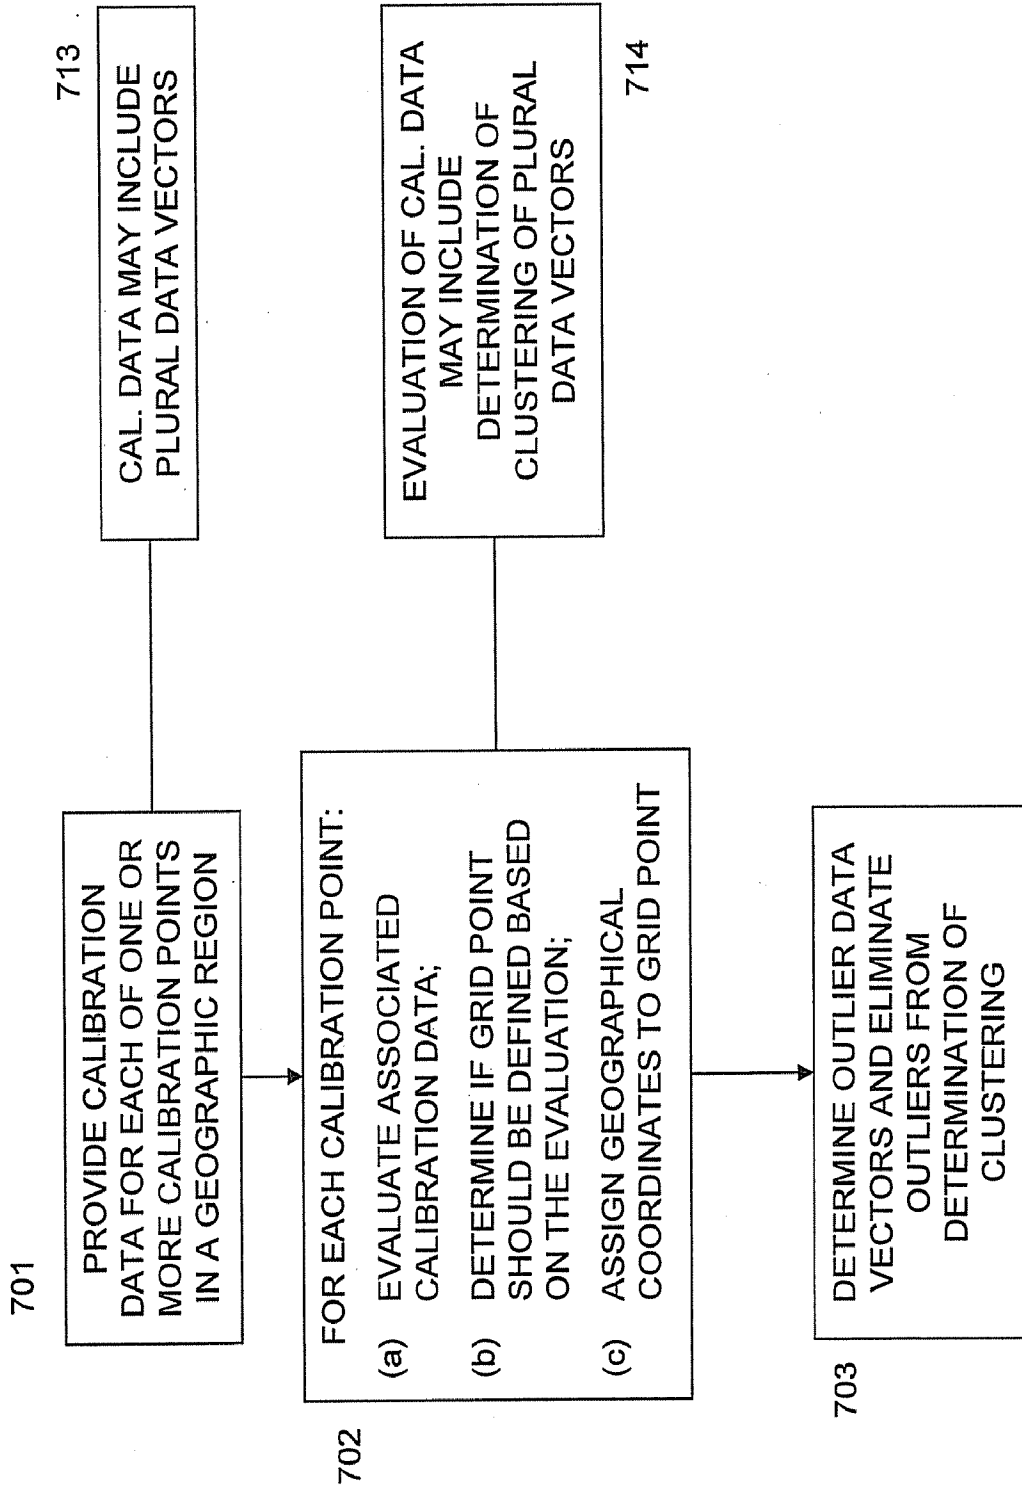 701
PROVIDE CALIBRATION
DATA FOR EACH OF ONE OR
MORE CALIBRATION POINTS
IN A GEOGRAPHIC REGION
713
CAL. DATA MAY INCLUDE
PLURAL DATA VECTORS
702
FOR EACH CALIBRATION POINT:
(a) EVALUATE ASSOCIATED
CALIBRATION DATA;
(b) DETERMINE IF GRID POINT
SHOULD BE DEFINED BASED
ON THE EVALUATION;
(c) ASSIGN GEOGRAPHICAL
COORDINATES TO GRID POINT
EVALUATION OF CAL. DATA
MAY INCLUDE
DETERMINATION OF
CLUSTERING OF PLURAL
DATA VECTORS
714
703
DETERMINE OUTLIER DATA
VECTORS AND ELIMINATE
OUTLIERS FROM
DETERMINATION OF
CLUSTERING